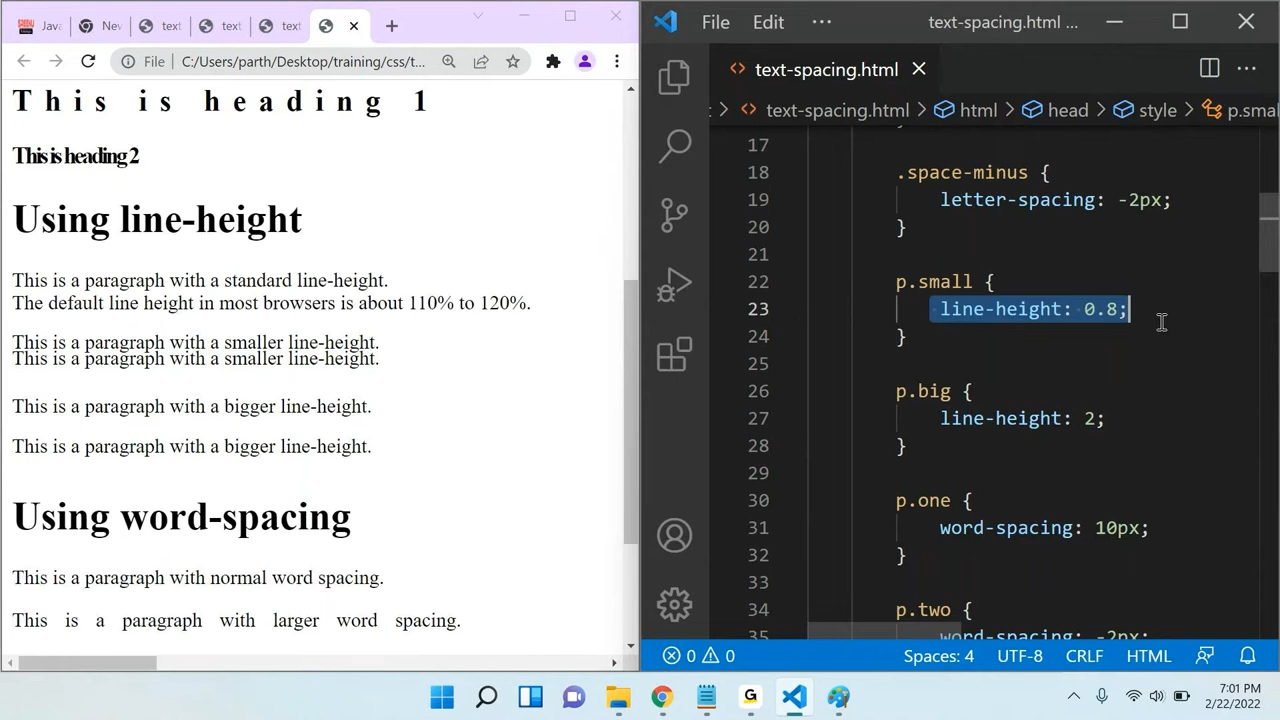 Java
Nev
text
text
text
File
C:/Users/parth/Desktop/training/css/t...
This is heading 1
This is heading 2
Using line-height
This is a paragraph with a standard line-height.
The default line height in most browsers is about 110% to 120%.
This is a paragraph with a smaller line-height.
This is a paragraph with a smaller line-height.
This is a paragraph with a bigger line-height.
This is a paragraph with a bigger line-height.
Using word-spacing
This is a paragraph with normal word spacing.
This is a paragraph with larger word spacing.
File Edit ··· text-spacing.html ...
text-spacing.html
text-spacing.html > html > head > style > p.smal
17
18 .space-minus {
19 letter-spacing: -2px;
20 }
21
22 p.small {
23 line-height: 0.8;
24 }
25
26 p.big {
27 line-height: 2;
28 }
29
30 p.one {
31 word-spacing: 10px;
32 }
33
34 p.two {
35 word-spacing: -2px;
0 0 Spaces: 4 UTF-8 CRLF HTML
G
7:01 PM
2/22/2022